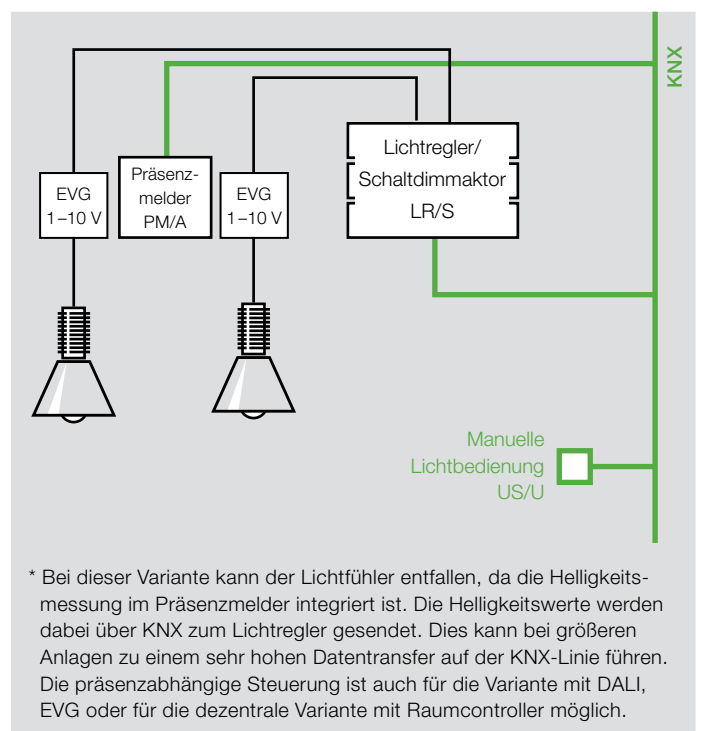 KNX
Lichtregler/
Schaltdimmaktor
LR/S
Präsenz-
melder
PM/A
EVG
1–10 V
EVG
1–10 V
Manuelle
Lichtbedienung
US/U
* Bei dieser Variante kann der Lichtfühler entfallen, da die Helligkeits-
messung im Präsenzmelder integriert ist. Die Helligkeitswerte werden
dabei über KNX zum Lichtregler gesendet. Dies kann bei größeren
Anlagen zu einem sehr hohen Datentransfer auf der KNX-Linie führen.
Die präsenzabhängige Steuerung ist auch für die Variante mit DALI,
EVG oder für die dezentrale Variante mit Raumcontroller möglich.